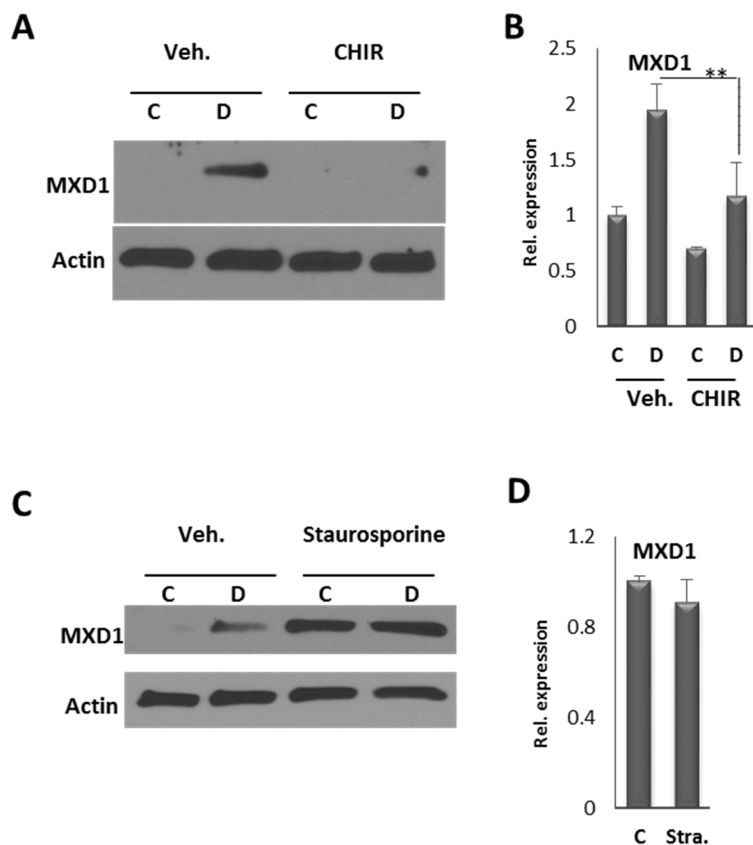 A
Veh. CHIR
C D C D
MXD1
Actin
B
MXD1
**
2.5
2
1.5
1
0.5
0
Rel. expression
C D C D
Veh. CHIR
C
Veh. Staurosporine
C D C D
MXD1
Actin
D
MXD1
1.2
0.8
0.4
0
Rel. expression
C Stra.